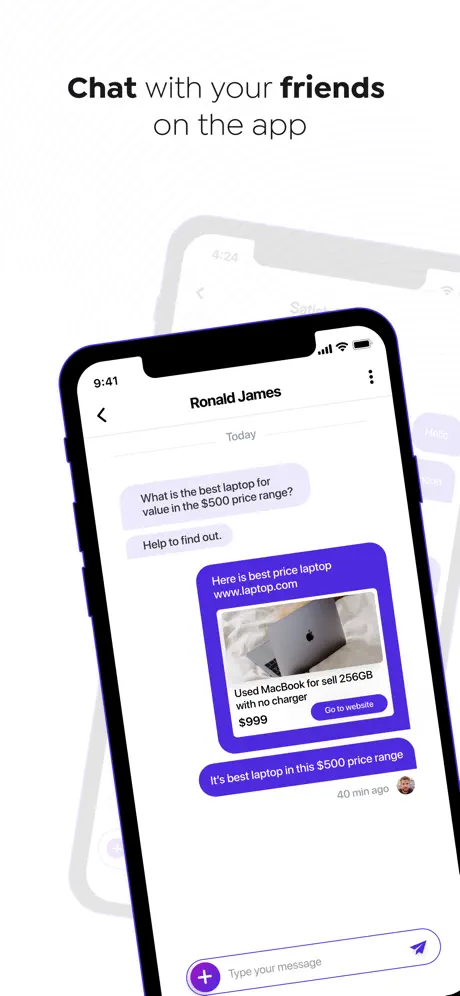 Chat with your friends
on the app
4:24
9:41
Ronald James
Today
What is the best laptop for
value in the $500 price range?
Help to find out.
Hello
Here is best price laptop
www.laptop.com
Used MacBook for sell 256GB
with no charger
$999
Go to website
It's best laptop in this $500 price range
40 min ago
Type your message